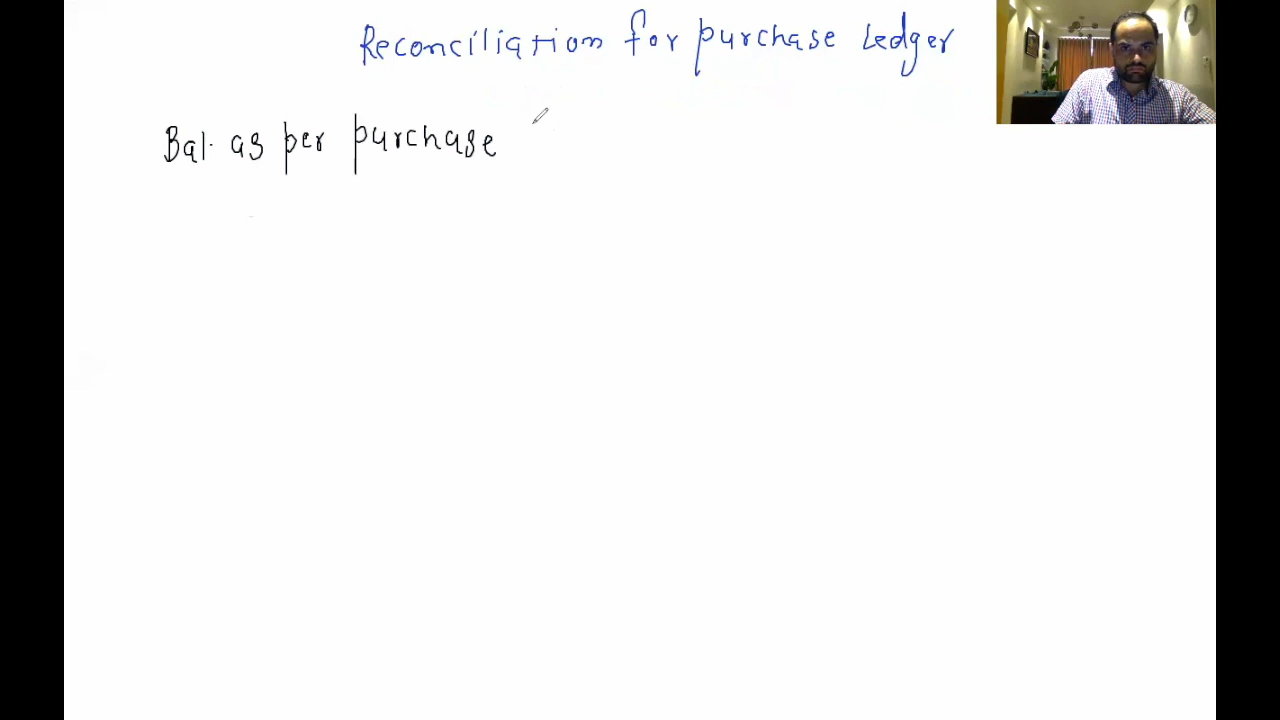 Reconciliation for purchase Ledger
Bal. as per purchase